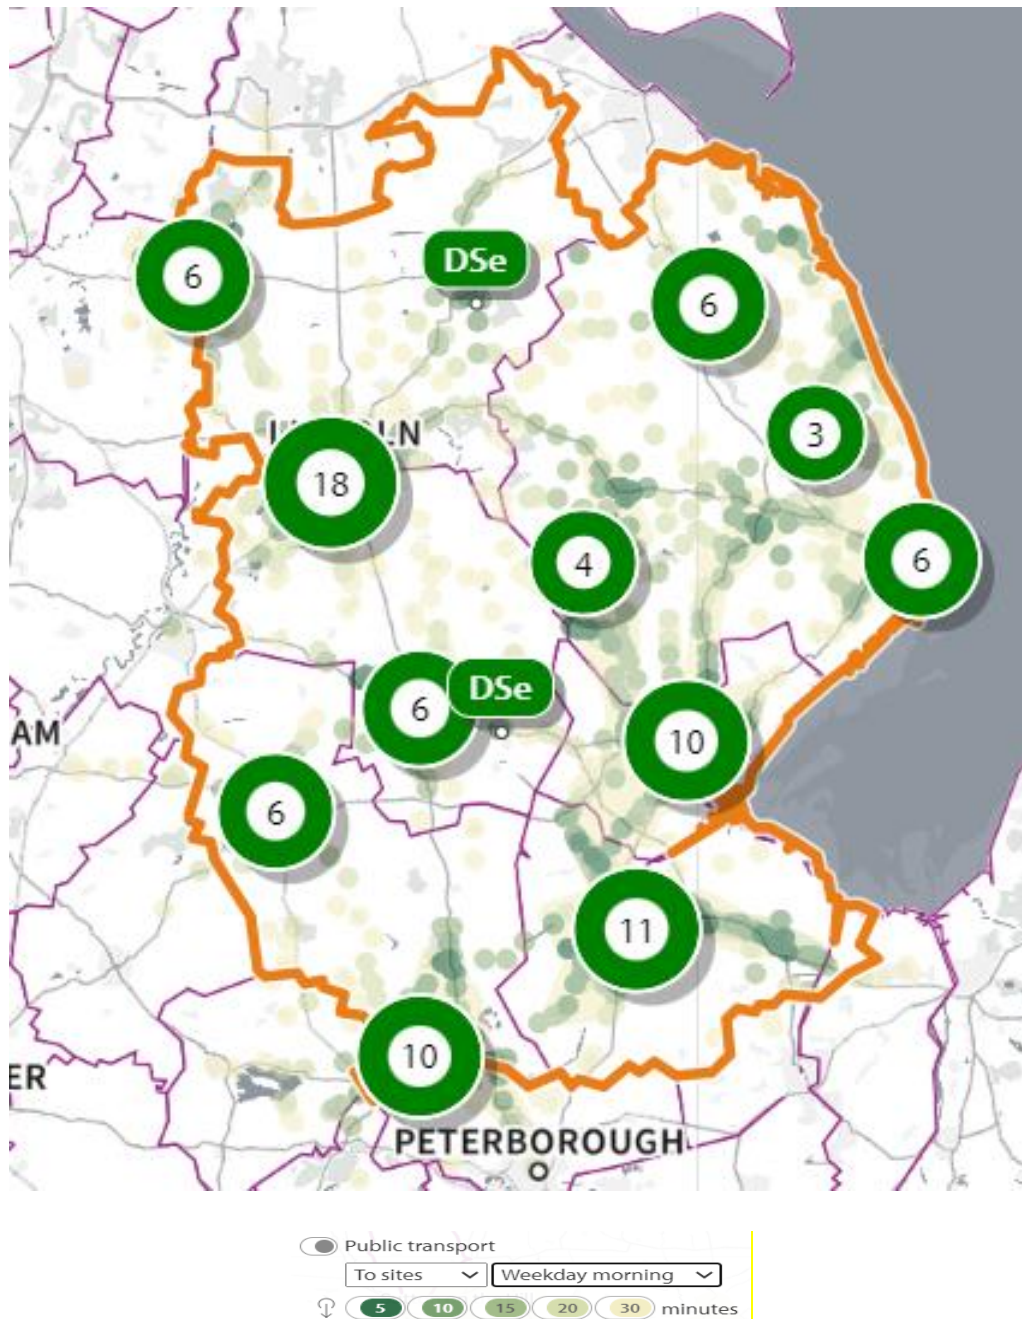 6
DSe
6
3
18
4
6
6
DSe
10
AM
6
11
10
ER
PETERBOROUGH
Public transport
To sites
Weekday morning
5 10 15 20 30 minutes